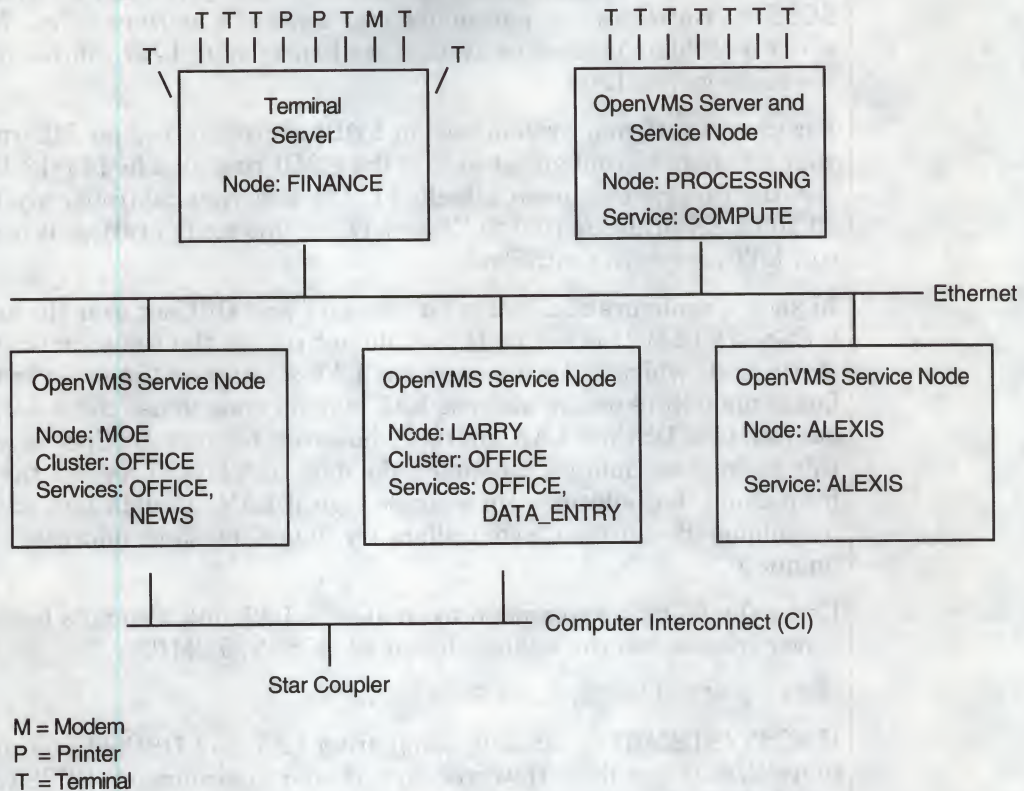 T T T P P T M T
T T T T T T T
T T
Terminal
Server
Node: FINANCE
OpenVMS Server and
Service Node
Node: PROCESSING
Service: COMPUTE
Ethernet
OpenVMS Service Node
Node: MOE
Cluster: OFFICE
Services: OFFICE,
NEWS
OpenVMS Service Node
Node: LARRY
Cluster: OFFICE
Services: OFFICE,
DATA_ENTRY
OpenVMS Service Node
Node: ALEXIS
Service: ALEXIS
Computer Interconnect (CI)
Star Coupler
M = Modem
P = Printer
T = Terminal